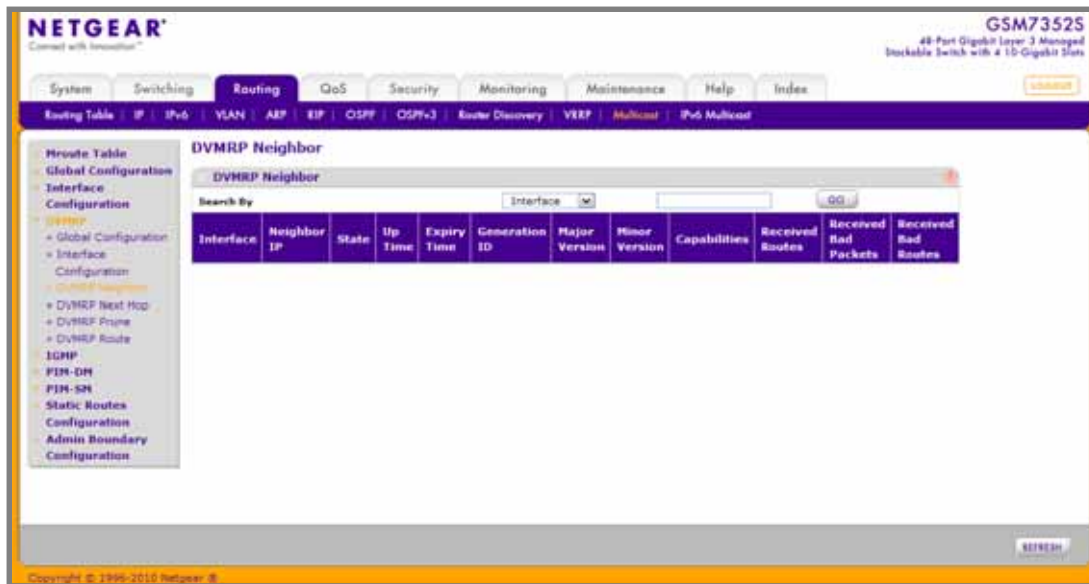 NETGEAR®
Connect with Innovation™
GSM7352S
48-Port Gigabit Layer 3 Managed
Stackable Switch with 4 10-Gigabit Slots
System Switching Routing QoS Security Monitoring Maintenance Help Index
LOGOUT
Routing Table | IP | IPv6 | VLAN | ARP | RIP | OSPF | OSPFv3 | Router Discovery | VRRP | Multicast | IPv6 Multicast
Mroute Table
Global Configuration
Interface
Configuration
DVMRP
» Global Configuration
» Interface
Configuration
» DVMRP Neighbor
» DVMRP Next Hop
» DVMRP Prune
» DVMRP Route
IGMP
PIM-DM
PIM-SM
Static Routes
Configuration
Admin Boundary
Configuration
DVMRP Neighbor
DVMRP Neighbor
Search By Interface GO
Interface Neighbor IP State Up Time Expiry Time Generation ID Major Version Minor Version Capabilities Received Routes Received Bad Packets Received Bad Routes
REFRESH
Copyright © 1996-2010 Netgear ®